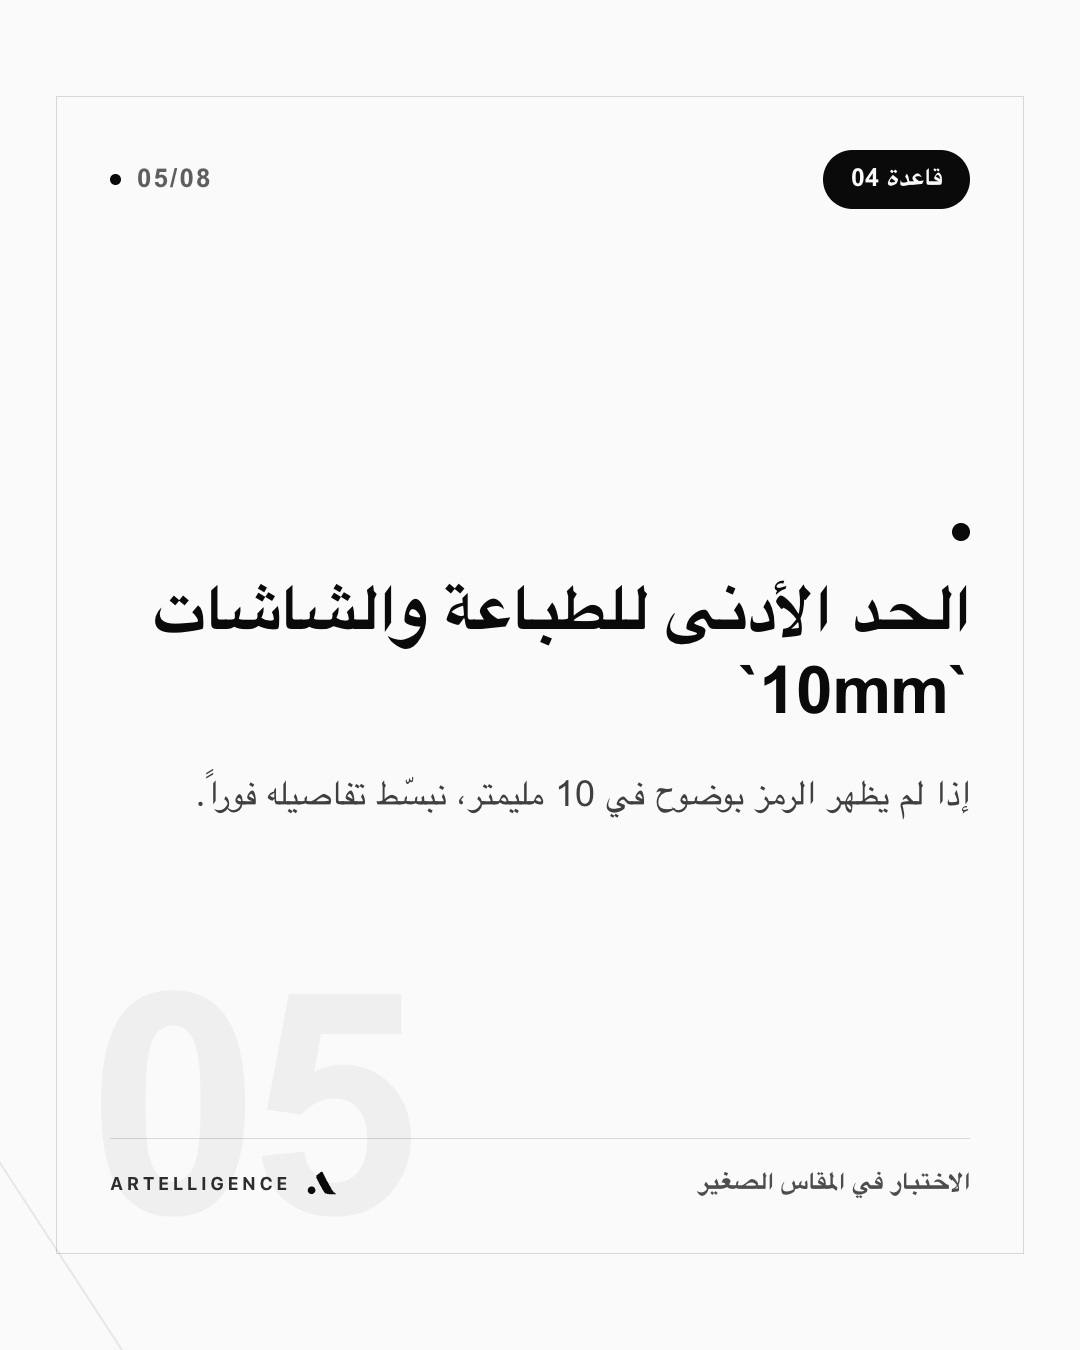 قاعدة 04
05/08
الحد الأدنى للطباعة والشاشات
`10mm`
إذا لم يظهر الرمز بوضوح في 10 مليمتر، نبسّط تفاصيله فوراً.
05
الاختبار في المقاس الصغير
ARTELLIGENCE